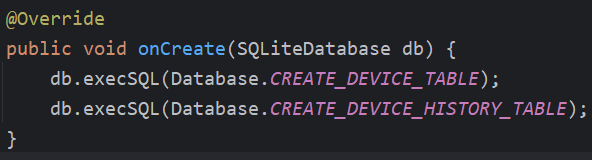 @Override
public void onCreate(SQLiteDatabase db) {
    db.execSQL(Database.CREATE_DEVICE_TABLE);
    db.execSQL(Database.CREATE_DEVICE_HISTORY_TABLE);
}